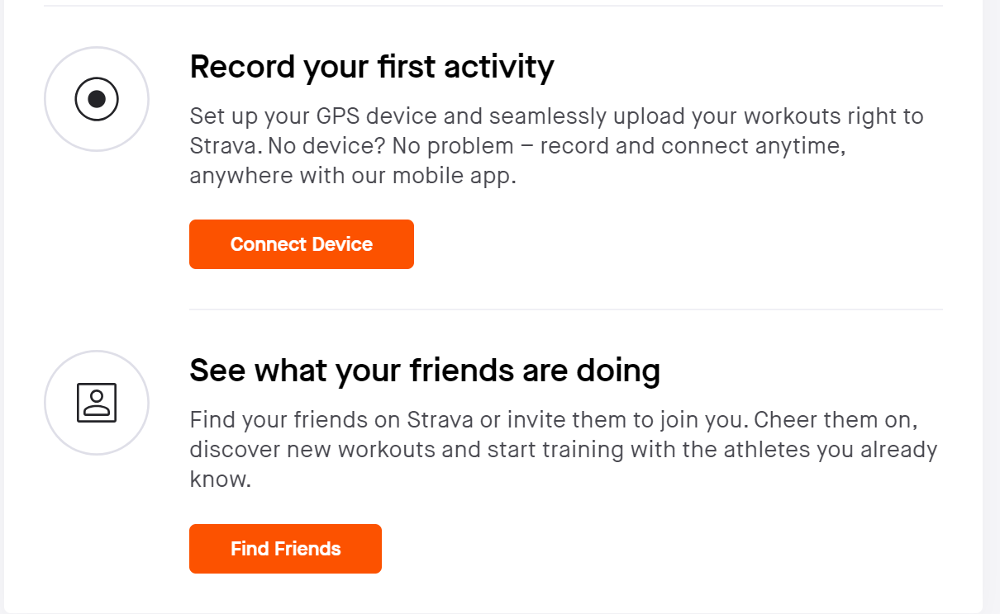 Record your first activity
Set up your GPS device and seamlessly upload your workouts right to
Strava. No device? No problem – record and connect anytime,
anywhere with our mobile app.
Connect Device
See what your friends are doing
Find your friends on Strava or invite them to join you. Cheer them on,
discover new workouts and start training with the athletes you already
know.
Find Friends